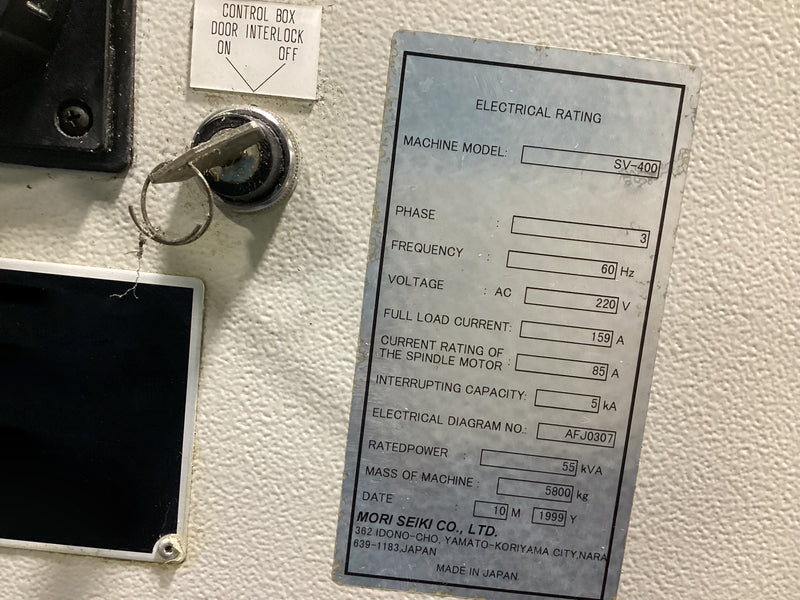 CONTROL BOX
DOOR INTERLOCK
ON OFF
ELECTRICAL RATING
MACHINE MODEL: SV-400
PHASE : 3
FREQUENCY : 60 Hz
VOLTAGE : AC 220 V
FULL LOAD CURRENT: 159 A
CURRENT RATING OF
THE SPINDLE MOTOR : 85 A
INTERRUPTING CAPACITY: 5 kA
ELECTRICAL DIAGRAM NO.: AFJ0307
RATEDPOWER : 55 kVA
MASS OF MACHINE : 5800 kg
DATE : 10 M 1999 Y
MORI SEIKI CO., LTD.
362 IDONO-CHO, YAMATO-KORIYAMA CITY,NARA
639-1183,JAPAN
MADE IN JAPAN